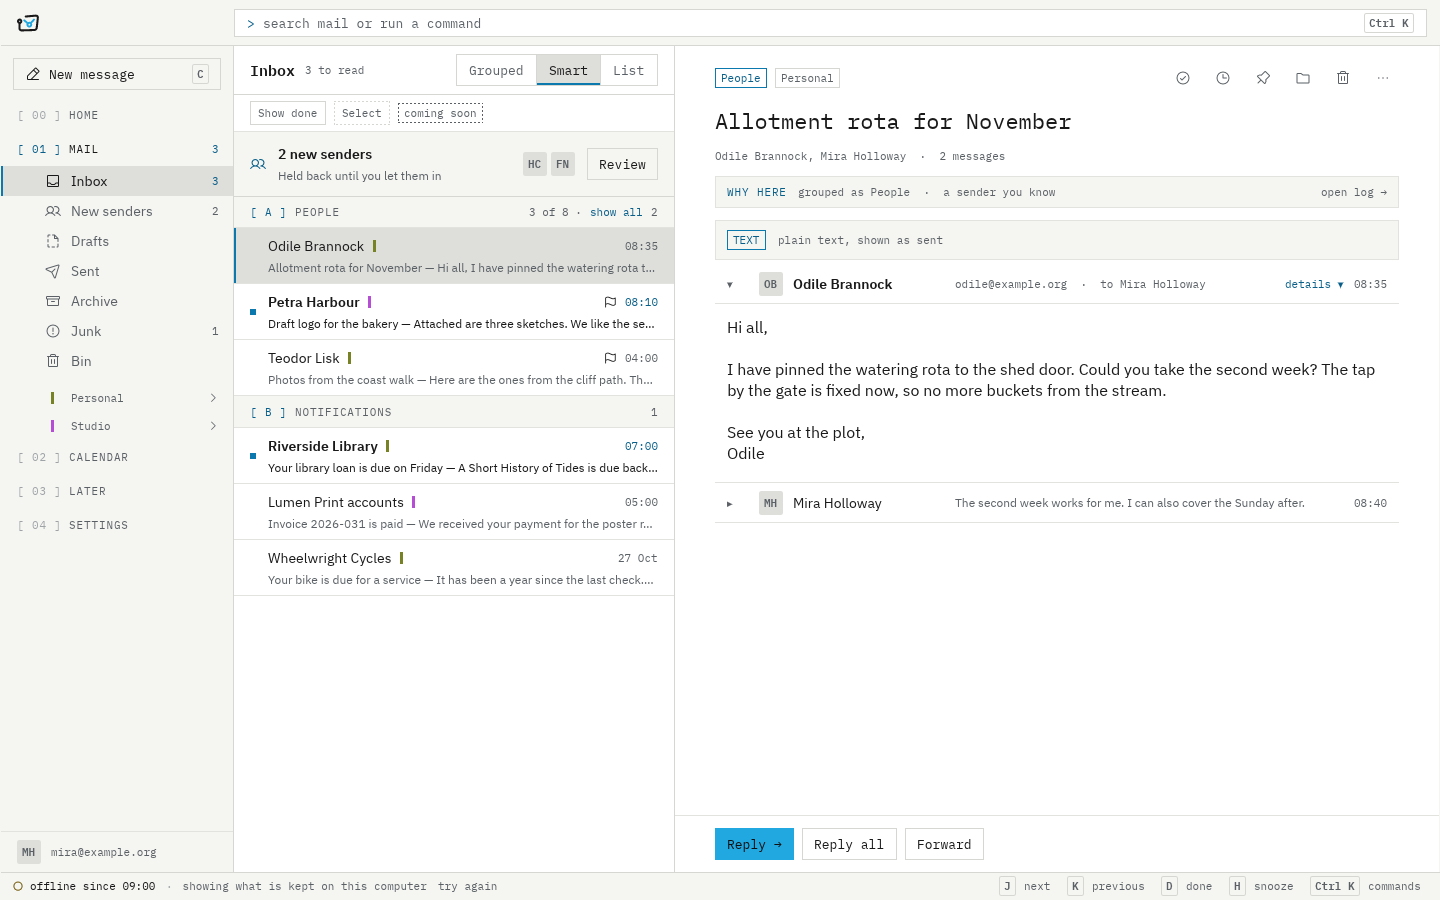 > search mail or run a command
Ctrl K
New message
C
[ 00 ] HOME
[ 01 ] MAIL 3
Inbox 3
New senders 2
Drafts
Sent
Archive
Junk 1
Bin
Personal
Studio
[ 02 ] CALENDAR
[ 03 ] LATER
[ 04 ] SETTINGS
MH mira@example.org
Inbox 3 to read
Grouped Smart List
Show done Select coming soon
2 new senders
Held back until you let them in
HC FN Review
[ A ] PEOPLE 3 of 8 · show all 2
Odile Brannock 08:35
Allotment rota for November — Hi all, I have pinned the watering rota t…
Petra Harbour 08:10
Draft logo for the bakery — Attached are three sketches. We like the se…
Teodor Lisk 04:00
Photos from the coast walk — Here are the ones from the cliff path. Th…
[ B ] NOTIFICATIONS 1
Riverside Library 07:00
Your library loan is due on Friday — A Short History of Tides is due back…
Lumen Print accounts 05:00
Invoice 2026-031 is paid — We received your payment for the poster r…
Wheelwright Cycles 27 Oct
Your bike is due for a service — It has been a year since the last check.…
People Personal
Allotment rota for November
Odile Brannock, Mira Holloway · 2 messages
WHY HERE grouped as People · a sender you know open log →
TEXT plain text, shown as sent
▾ OB Odile Brannock odile@example.org · to Mira Holloway details ▾ 08:35
Hi all,
I have pinned the watering rota to the shed door. Could you take the second week? The tap
by the gate is fixed now, so no more buckets from the stream.
See you at the plot,
Odile
▸ MH Mira Holloway The second week works for me. I can also cover the Sunday after. 08:40
Reply → Reply all Forward
offline since 09:00 · showing what is kept on this computer try again
J next K previous D done H snooze Ctrl K commands